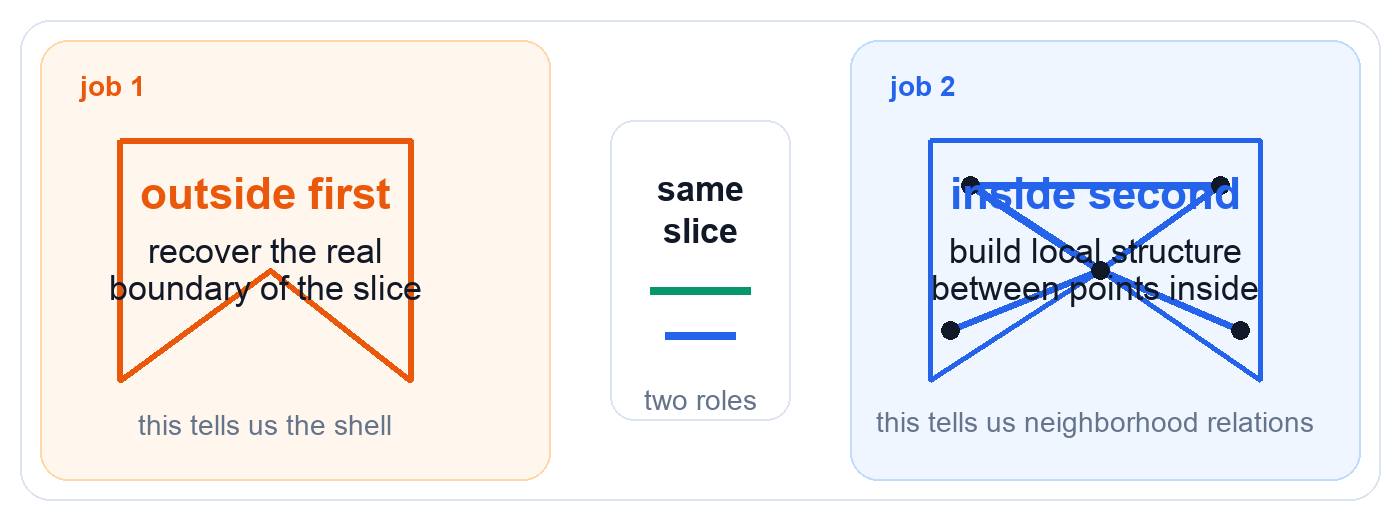 job 1
outside first
recover the real
boundary of the slice
this tells us the shell
same
slice
two roles
job 2
inside second
build local structure
between points inside
this tells us neighborhood relations